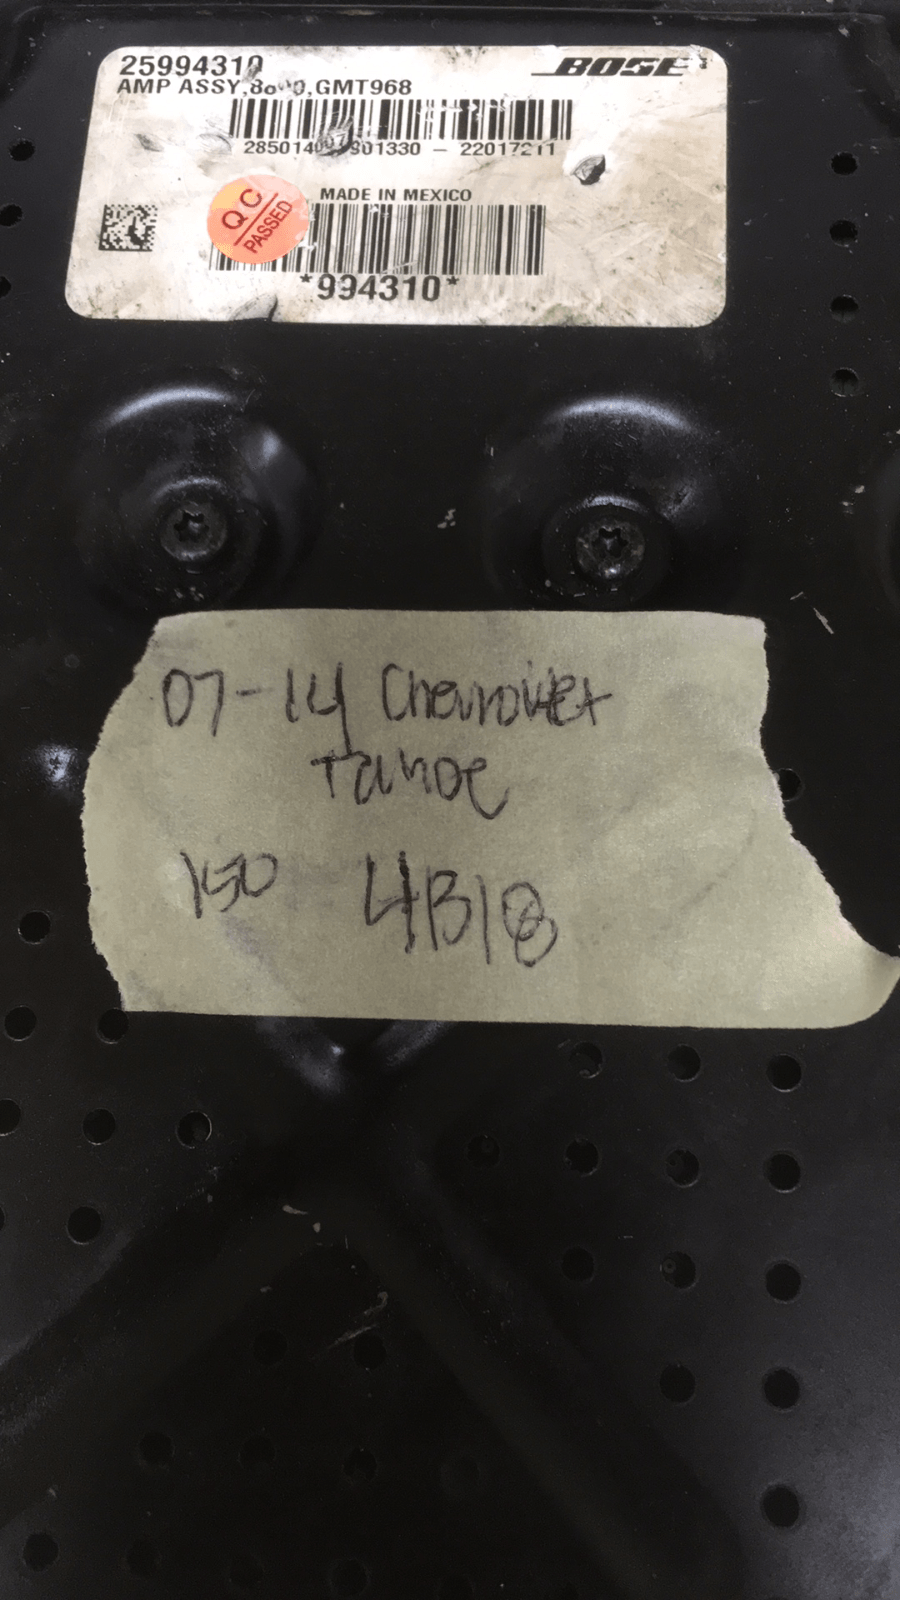 25994310
BOSE
AMP ASSY, GMT968
22017211
MADE IN MEXICO
QC
PASSED
*994310*
07-14 Chevrolet
Tahoe
150 4B18